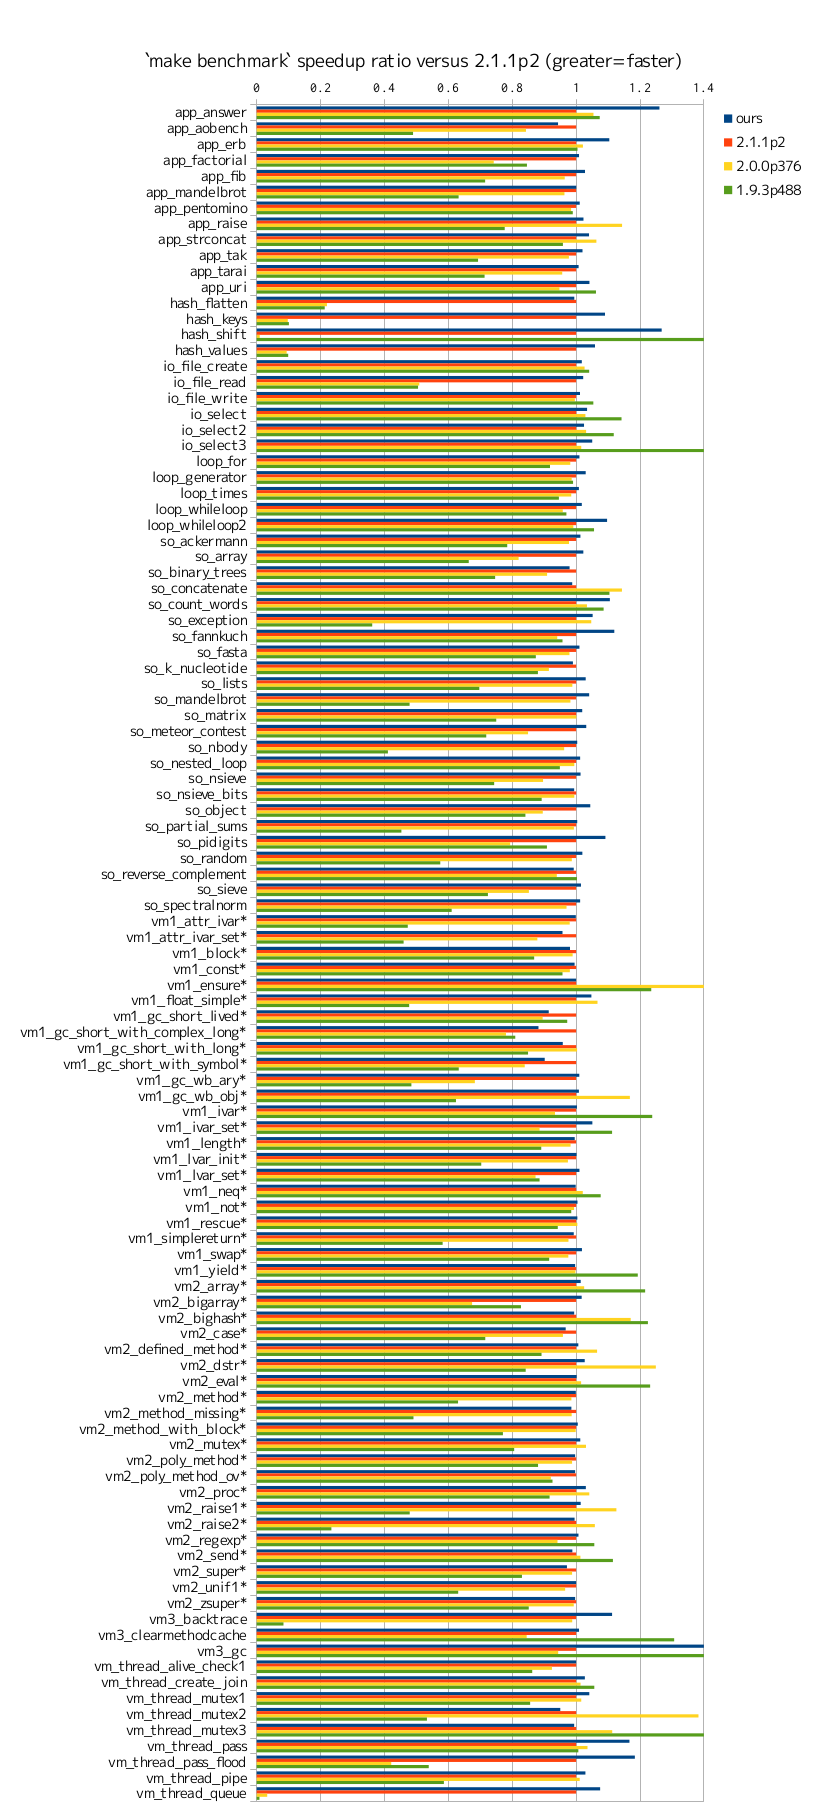 `make benchmark` speedup ratio versus 2.1.1p2 (greater=faster)
0 0.2 0.4 0.6 0.8 1 1.2 1.4
ours
2.1.1p2
2.0.0p376
1.9.3p488
app_answer
app_aobench
app_erb
app_factorial
app_fib
app_mandelbrot
app_pentomino
app_raise
app_strconcat
app_tak
app_tarai
app_uri
hash_flatten
hash_keys
hash_shift
hash_values
io_file_create
io_file_read
io_file_write
io_select
io_select2
io_select3
loop_for
loop_generator
loop_times
loop_whileloop
loop_whileloop2
so_ackermann
so_array
so_binary_trees
so_concatenate
so_count_words
so_exception
so_fannkuch
so_fasta
so_k_nucleotide
so_lists
so_mandelbrot
so_matrix
so_meteor_contest
so_nbody
so_nested_loop
so_nsieve
so_nsieve_bits
so_object
so_partial_sums
so_pidigits
so_random
so_reverse_complement
so_sieve
so_spectralnorm
vm1_attr_ivar*
vm1_attr_ivar_set*
vm1_block*
vm1_const*
vm1_ensure*
vm1_float_simple*
vm1_gc_short_lived*
vm1_gc_short_with_complex_long*
vm1_gc_short_with_long*
vm1_gc_short_with_symbol*
vm1_gc_wb_ary*
vm1_gc_wb_obj*
vm1_ivar*
vm1_ivar_set*
vm1_length*
vm1_lvar_init*
vm1_lvar_set*
vm1_neq*
vm1_not*
vm1_rescue*
vm1_simplereturn*
vm1_swap*
vm1_yield*
vm2_array*
vm2_bigarray*
vm2_bighash*
vm2_case*
vm2_defined_method*
vm2_dstr*
vm2_eval*
vm2_method*
vm2_method_missing*
vm2_method_with_block*
vm2_mutex*
vm2_poly_method*
vm2_poly_method_ov*
vm2_proc*
vm2_raise1*
vm2_raise2*
vm2_regexp*
vm2_send*
vm2_super*
vm2_unif1*
vm2_zsuper*
vm3_backtrace
vm3_clearmethodcache
vm3_gc
vm_thread_alive_check1
vm_thread_create_join
vm_thread_mutex1
vm_thread_mutex2
vm_thread_mutex3
vm_thread_pass
vm_thread_pass_flood
vm_thread_pipe
vm_thread_queue